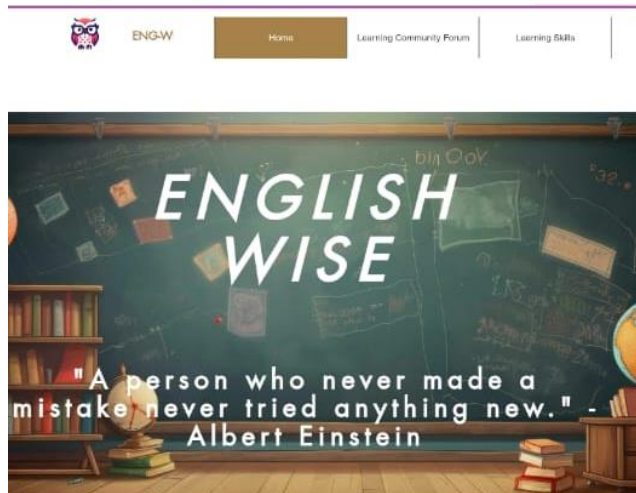 ENG-W
Home
Learning Community Forum
Learning Skills
ENGLISH
WISE
"A person who never made a
mistake never tried anything new." -
Albert Einstein